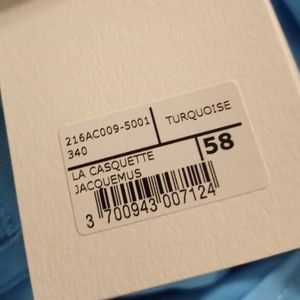 216AC009-5001
340
TURQUOISE
LA CASQUETTE
JACQUEMUS
58
3 700943 007124